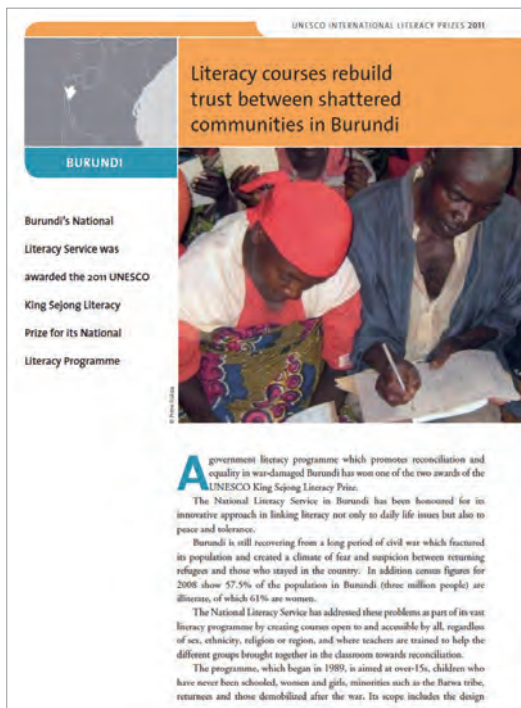 UNESCO INTERNATIONAL LITERACY PRIZES 2011
Literacy courses rebuild
trust between shattered
communities in Burundi
BURUNDI
Burundi's National
Literacy Service was
awarded the 2011 UNESCO
King Sejong Literacy
Prize for its National
Literacy Programme
A government literacy programme which promotes reconciliation and
equality in war-damaged Burundi has won one of the two awards of the
UNESCO King Sejong Literacy Prize.
The National Literacy Service in Burundi has been honoured for its
innovative approach in linking literacy not only to daily life issues but also to
peace and tolerance.
Burundi is still recovering from a long period of civil war which fractured
its population and created a climate of fear and suspicion between returning
refugees and those who stayed in the country. In addition census figures for
2008 show 57.5% of the population in Burundi (three million people) are
illiterate, of which 61% are women.
The National Literacy Service has addressed these problems as part of its vast
literacy programme by creating courses open to and accessible by all, regardless
of sex, ethnicity, religion or region, and where teachers are trained to help the
different groups brought together in the classroom towards reconciliation.
The programme, which began in 1989, is aimed at over-15s, children who
have never been schooled, women and girls, minorities such as the Batwa tribe,
returnees and those demobilized after the war. Its scope includes the design